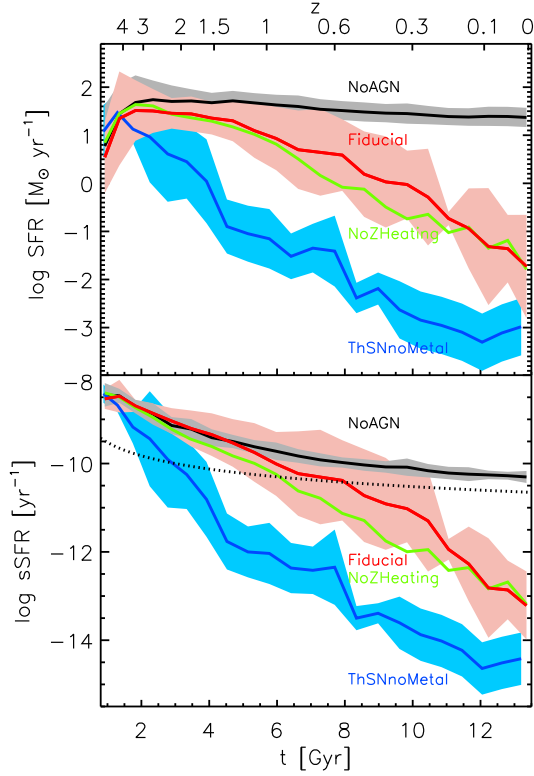 z
4 3 2 1.5 1 0.6 0.3 0.1 0
2
1
0
−1
−2
−3
log SFR [M⊙ yr⁻¹]
NoAGN
Fiducial
NoZHeating
ThSNnoMetal
−8
−10
−12
−14
log sSFR [yr⁻¹]
NoAGN
Fiducial
NoZHeating
ThSNnoMetal
2 4 6 8 10 12
t [Gyr]